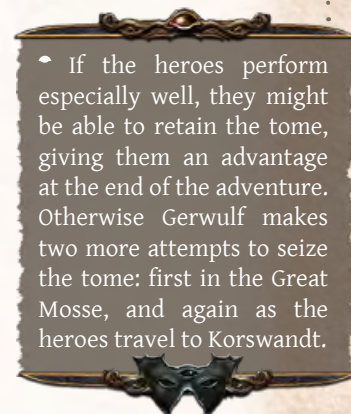 If the heroes perform
especially well, they might
be able to retain the tome,
giving them an advantage
at the end of the adventure.
Otherwise Gerwulf makes
two more attempts to seize
the tome: first in the Great
Mosse, and again as the
heroes travel to Korswandt.